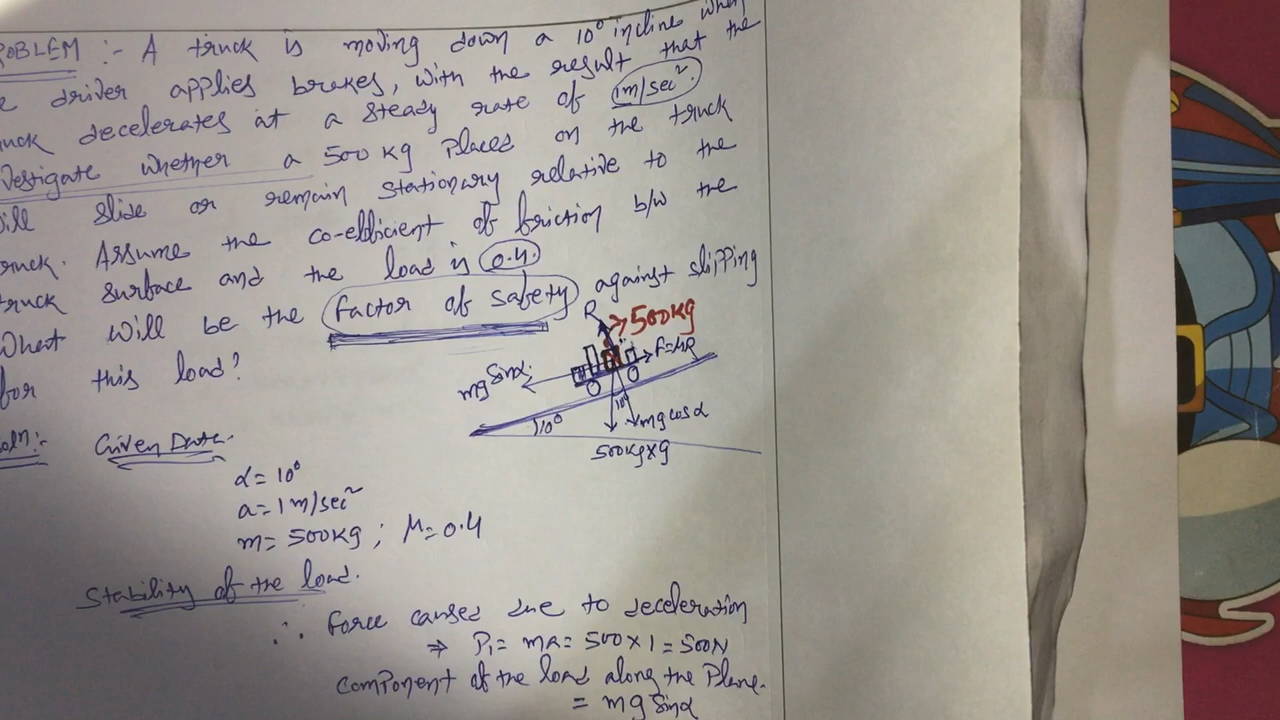 ROBLEM :- A truck is moving down a 10° incline when
e driver applies brakes, with the result that the
uck decelerates at a steady rate of 1m/sec².
vestigate whether a 500 kg placed on the truck
ill slide or remain stationary relative to the
ruck. Assume the co-efficient of friction b/w the
truck surface and the load is 0.4.
What will be the factor of safety against slipping
for this load?
R
500kg
F=μR
mg sinα
10°
10°
mg cosα
500kg×g
oln:- Given Data-
α= 10°
a= 1m/sec²
m= 500kg ; μ= 0.4
Stability of the load.
∴ Force causes due to deceleration
⇒ P₁= ma= 500×1 = 500N
component of the load along the Plane.
= mg sinα